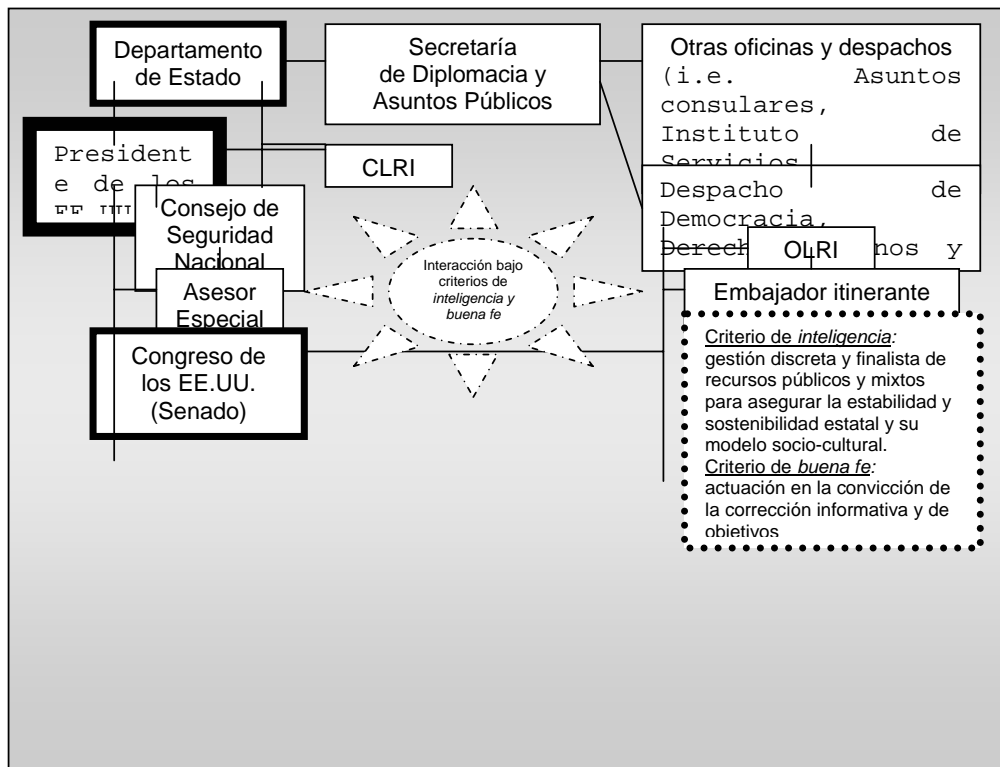 Departamento
de Estado
Secretaría
de Diplomacia y
Asuntos Públicos
Otras oficinas y despachos
(i.e. Asuntos
consulares,
Instituto de
Servicios
President
e de los
CLRI
Consejo de
Seguridad
Nacional
Despacho de
Democracia,
y
OLRI
Asesor
Especial
Interacción bajo
criterios de
inteligencia y
buena fe
Embajador itinerante
Congreso de
los EE.UU.
(Senado)
Criterio de inteligencia:
gestión discreta y finalista de
recursos públicos y mixtos
para asegurar la estabilidad y
sostenibilidad estatal y su
modelo socio-cultural.
Criterio de buena fe:
actuación en la convicción de
la corrección informativa y de
objetivos